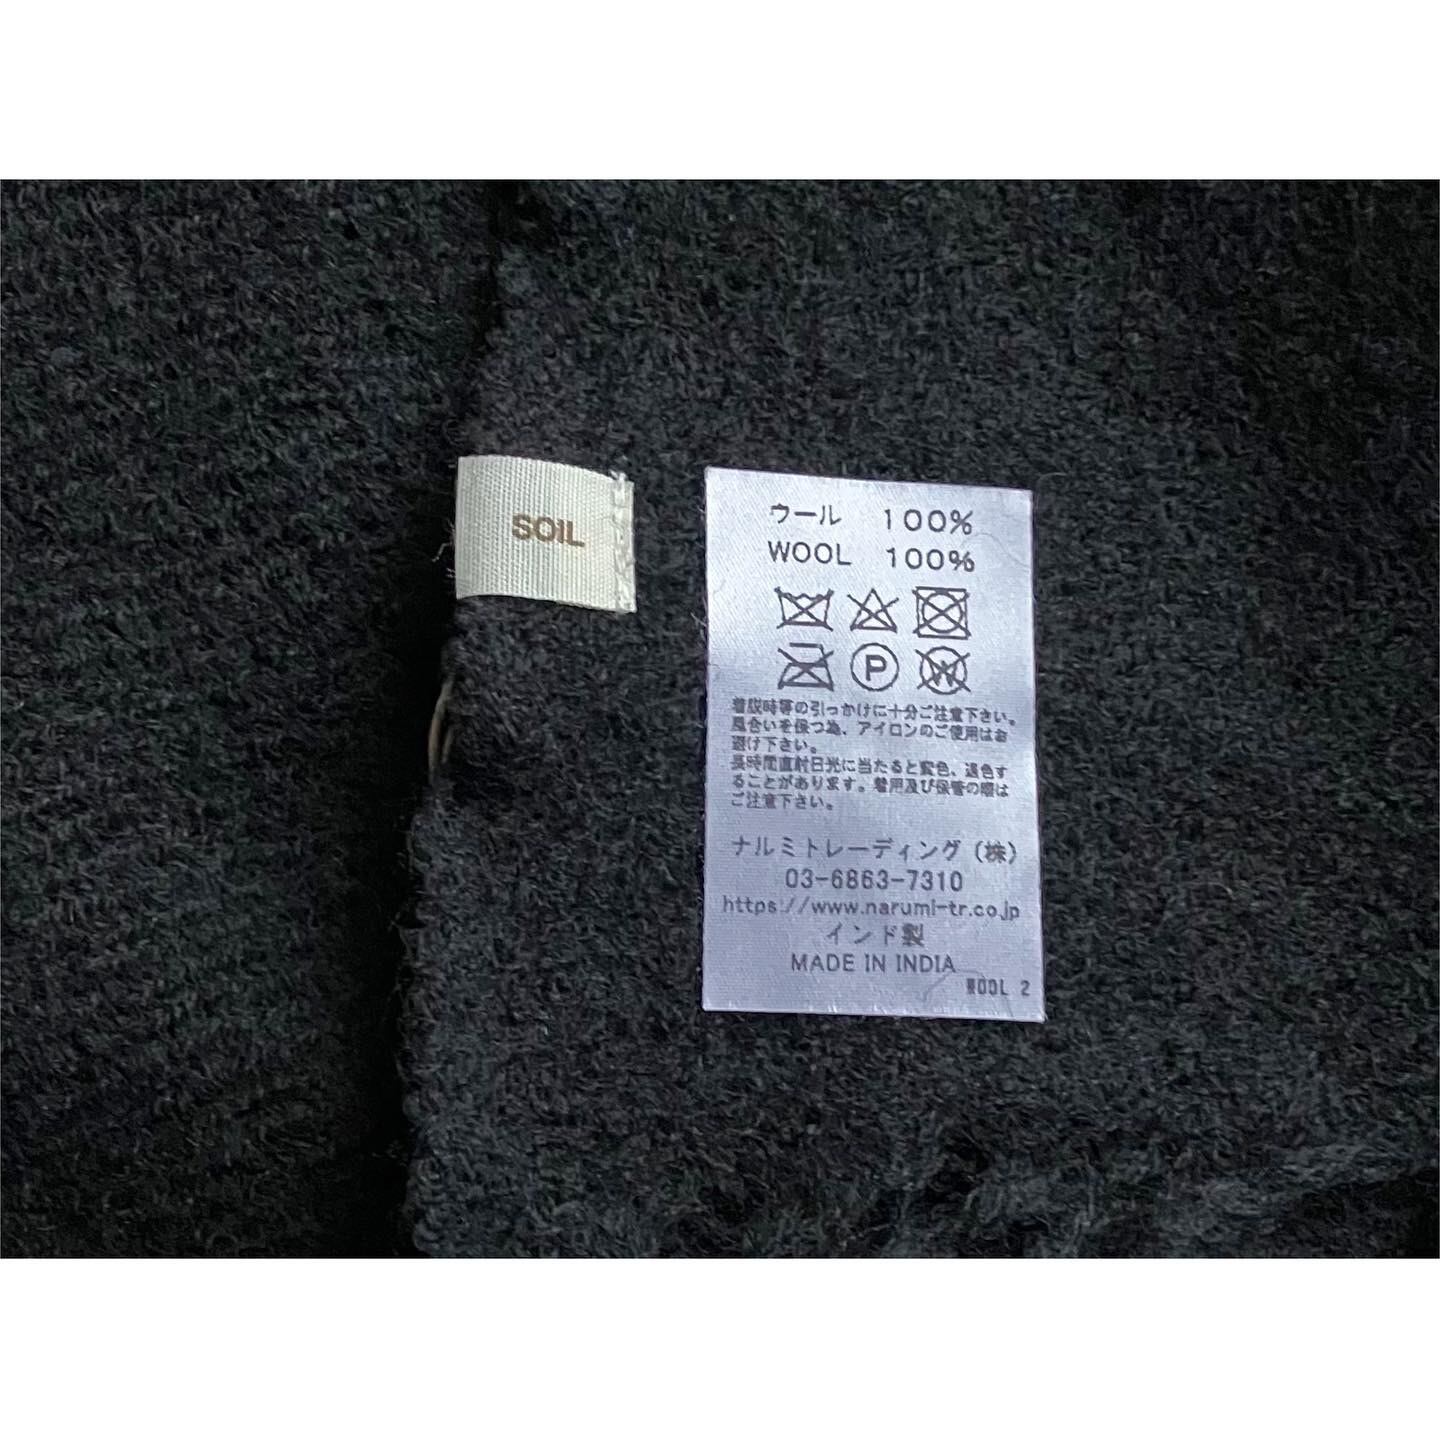 SOIL
ウール 100%
WOOL 100%
P
W
着脱時等の引っかけに十分ご注意下さい。
風合いを保つ為、アイロンのご使用はお
避け下さい。
長時間直射日光に当たると変色、退色す
ることがあります。着用及び保管の際は
ご注意下さい。
ナルミトレーディング(株)
03-6863-7310
https://www.narumi-tr.co.jp
インド製
MADE IN INDIA
WOOL 2